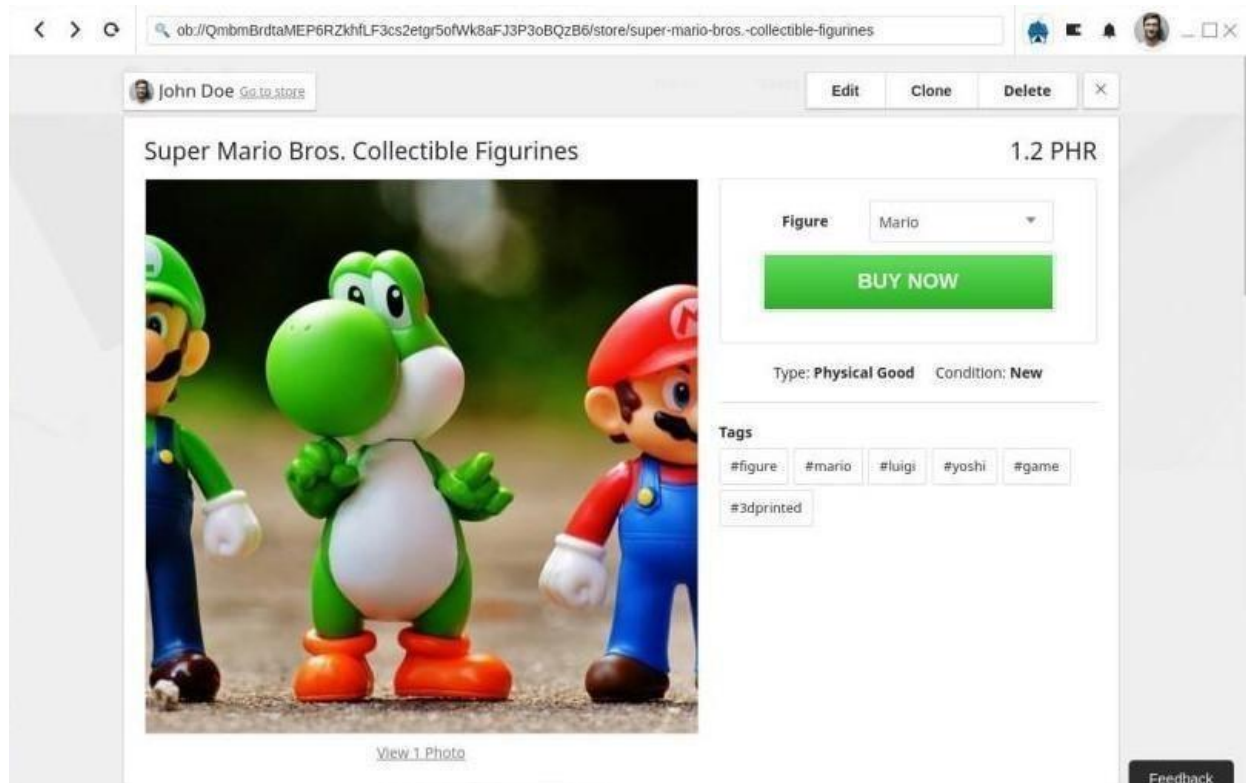 ob://QmbmBrdtaMEP6RZkhfLF3cs2etgr5ofWk8aFJ3P3oBQzB6/store/super-mario-bros.-collectible-figurines
John Doe Go to store
Edit Clone Delete
Super Mario Bros. Collectible Figurines
1.2 PHR
Figure Mario
BUY NOW
Type: Physical Good Condition: New
Tags
#figure #mario #luigi #yoshi #game
#3dprinted
View 1 Photo
Feedback